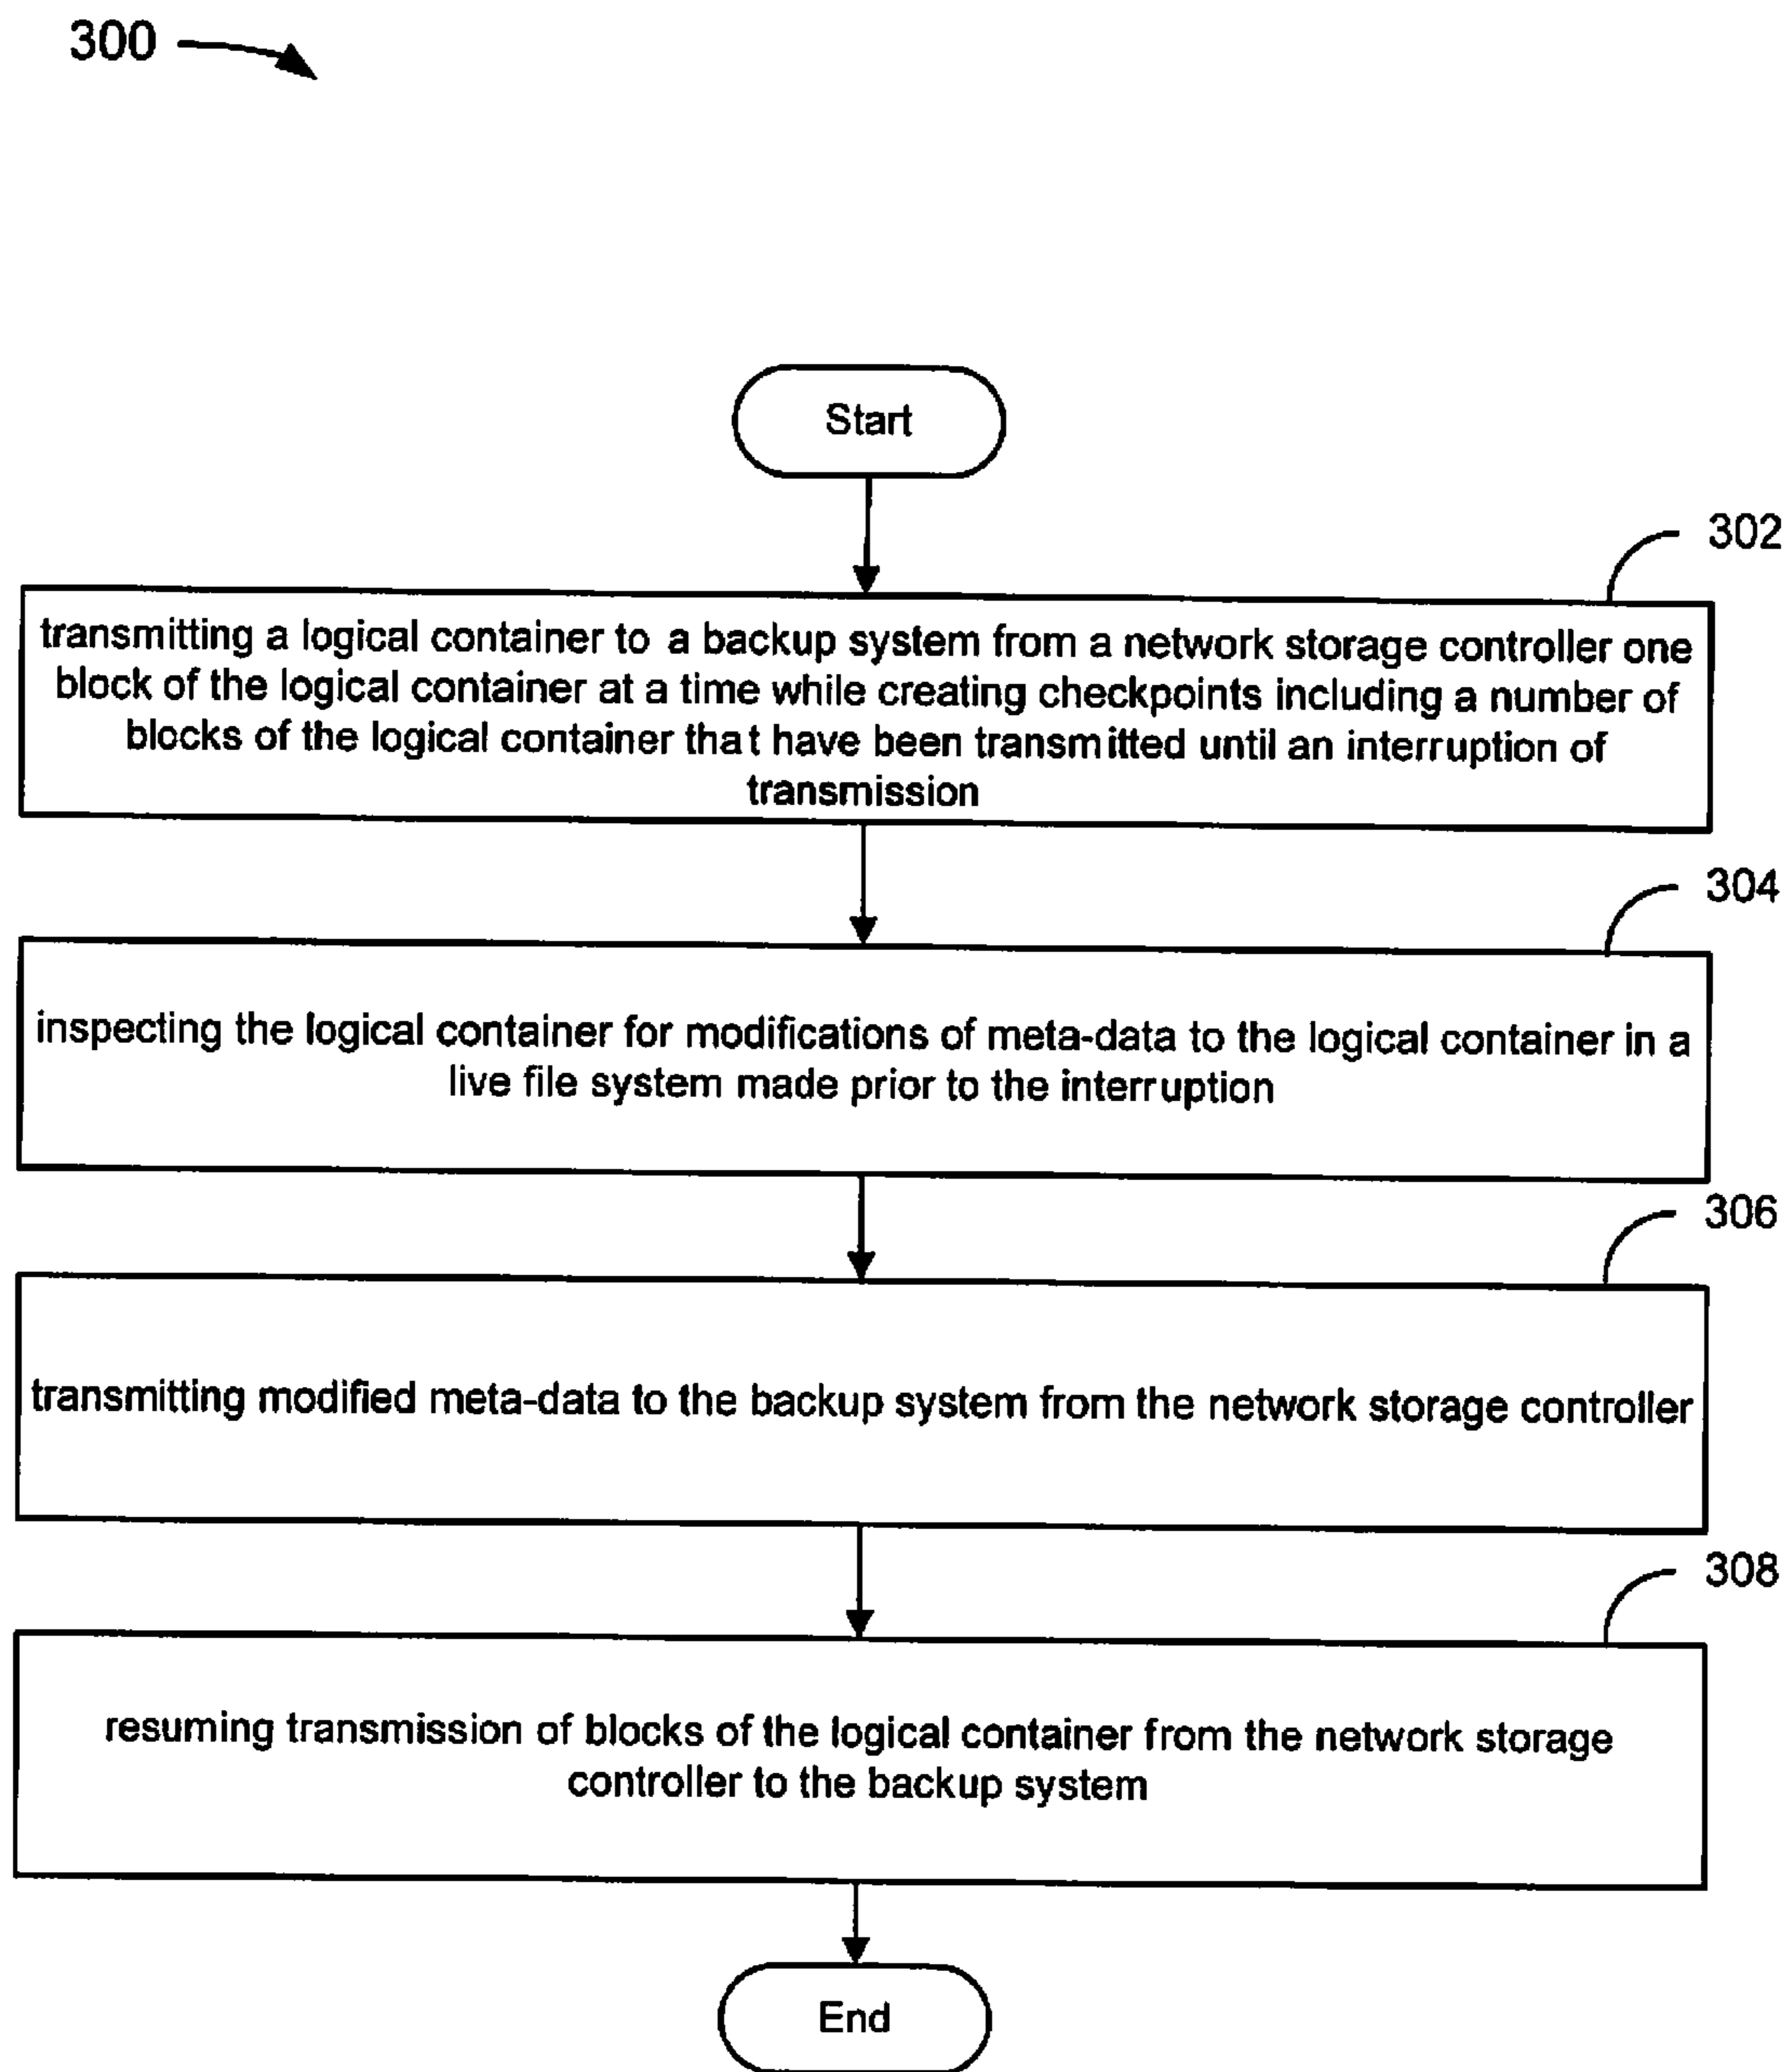 300
Start
302
transmitting a logical container to a backup system from a network storage controller one
block of the logical container at a time while creating checkpoints including a number of
blocks of the logical container that have been transmitted until an interruption of
transmission
304
inspecting the logical container for modifications of meta-data to the logical container in a
live file system made prior to the interruption
306
transmitting modified meta-data to the backup system from the network storage controller
308
resuming transmission of blocks of the logical container from the network storage
controller to the backup system
End